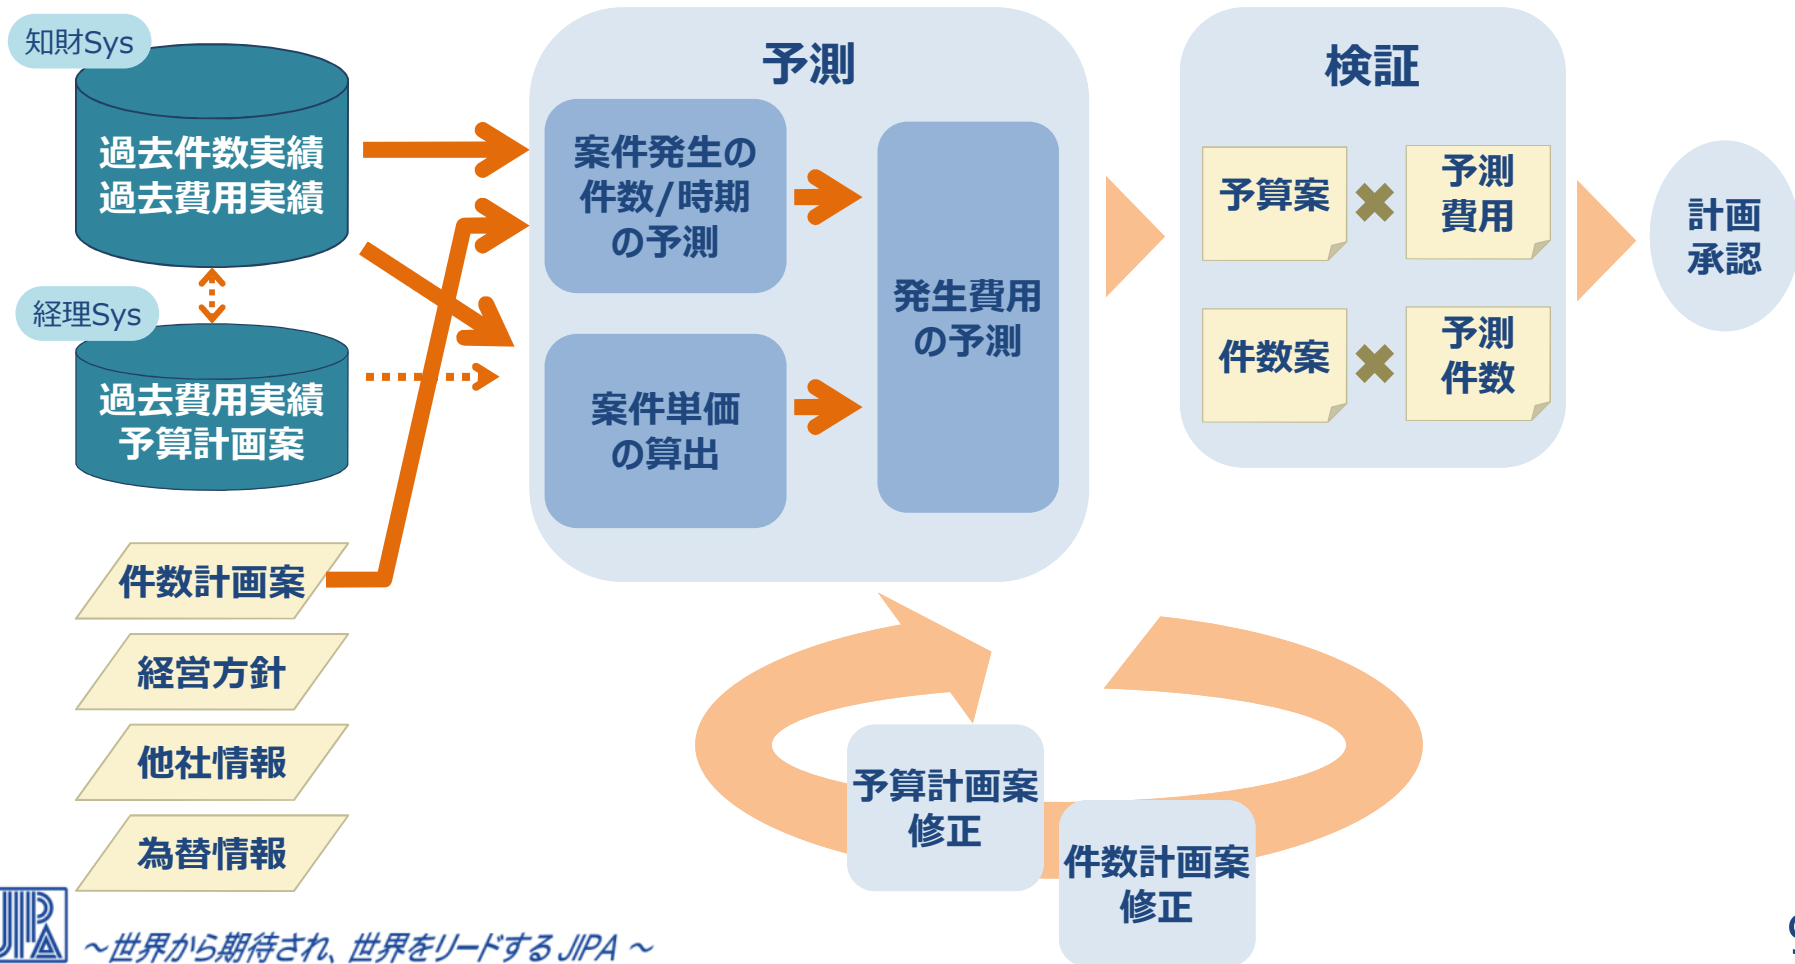 知財Sys
過去件数実績
過去費用実績
経理Sys
過去費用実績
予算計画案
件数計画案
経営方針
他社情報
為替情報
予測
案件発生の
件数/時期
の予測
案件単価
の算出
発生費用
の予測
検証
予算案
予測
費用
件数案
予測
件数
計画
承認
予算計画案
修正
件数計画案
修正
JIPA
～世界から期待され、世界をリードする JIPA ～